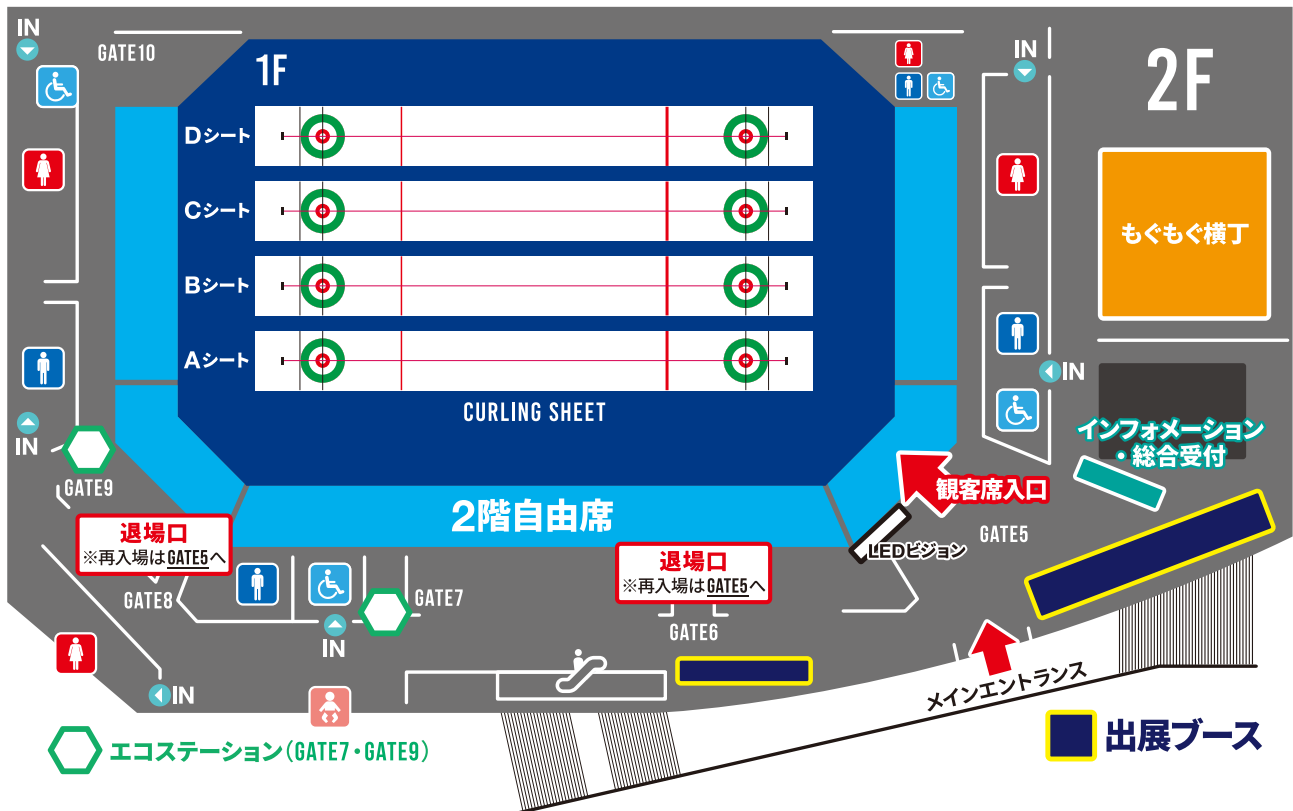 IN
GATE10
1F
IN
2F
Dシート
Cシート
もぐもぐ横丁
Bシート
Aシート
IN
CURLING SHEET
インフォメーション
・総合受付
IN
GATE9
観客席入口
2階自由席
退場口
※再入場はGATE5へ
GATE5
LEDビジョン
退場口
※再入場はGATE5へ
GATE8
GATE7
GATE6
IN
IN
メインエントランス
エコステーション(GATE7・GATE9)
出展ブース